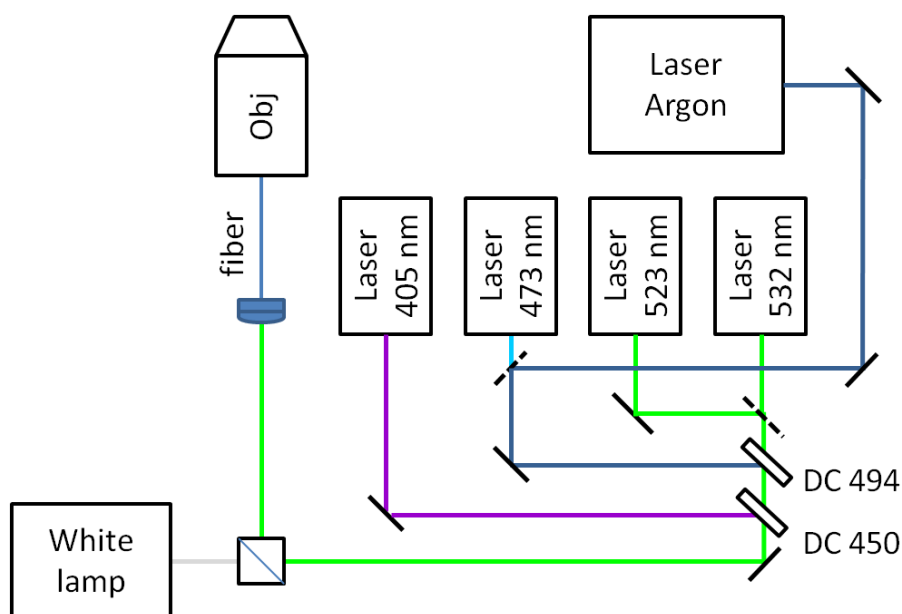 Obj
fiber
Laser
Argon
Laser
405 nm
Laser
473 nm
Laser
523 nm
Laser
532 nm
DC 494
DC 450
White
lamp